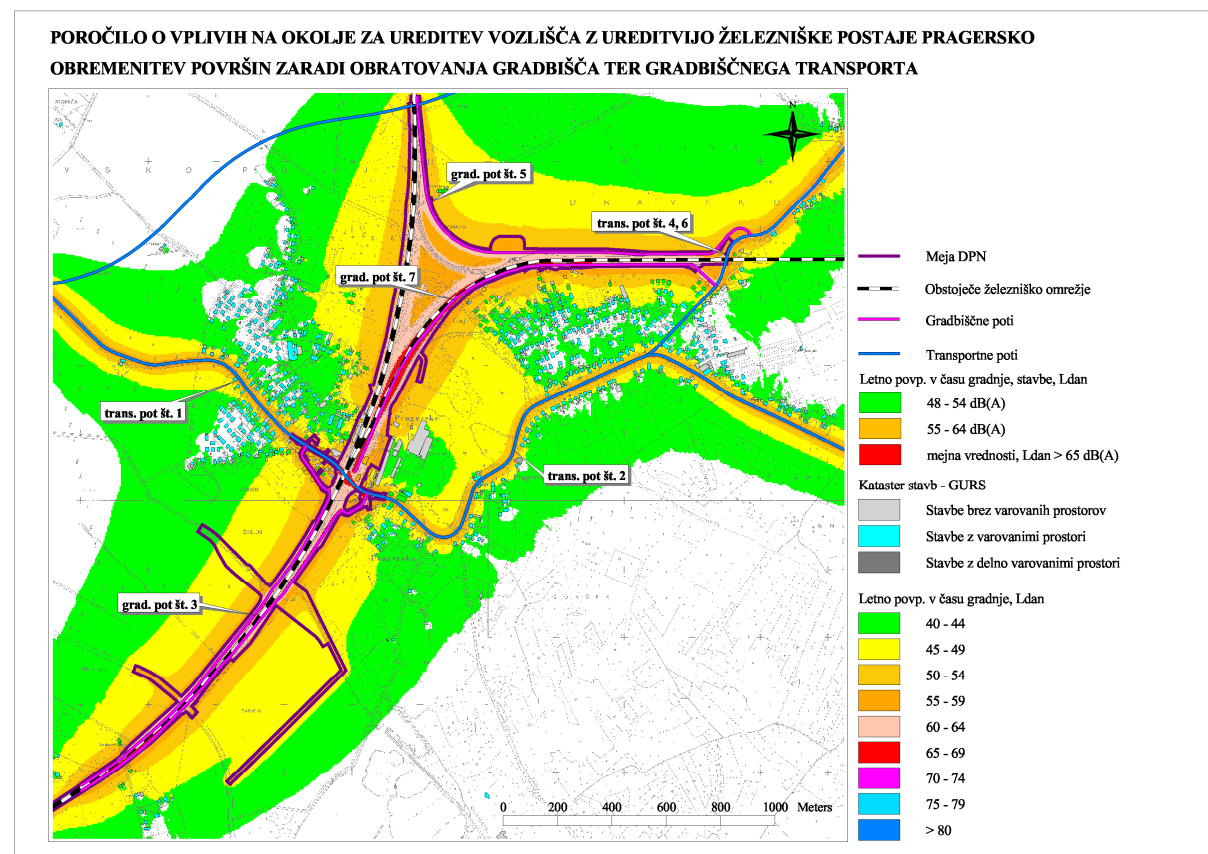 POROČILO O VPLIVIH NA OKOLJE ZA UREDITEV VOZLIŠČA Z UREDITVIJO ŽELEZNIŠKE POSTAJE PRAGERSKO
OBREMENITEV POVRŠIN ZARADI OBRATOVANJA GRADBIŠČA TER GRADBIŠČNEGA TRANSPORTA
N
grad. pot št. 5
trans. pot št. 4, 6
grad. pot št. 7
trans. pot št. 1
Pragersko
trans. pot št. 2
grad. pot št. 3
0 200 400 600 800 1000 Meters
Meja DPN
Obstoječe železniško omrežje
Gradbiščne poti
Transportne poti
Letno povp. v času gradnje, stavbe, Ldan
48 - 54 dB(A)
55 - 64 dB(A)
mejna vrednosti, Ldan > 65 dB(A)
Kataster stavb - GURS
Stavbe brez varovanih prostorov
Stavbe z varovanimi prostori
Stavbe z delno varovanimi prostori
Letno povp. v času gradnje, Ldan
40 - 44
45 - 49
50 - 54
55 - 59
60 - 64
65 - 69
70 - 74
75 - 79
> 80